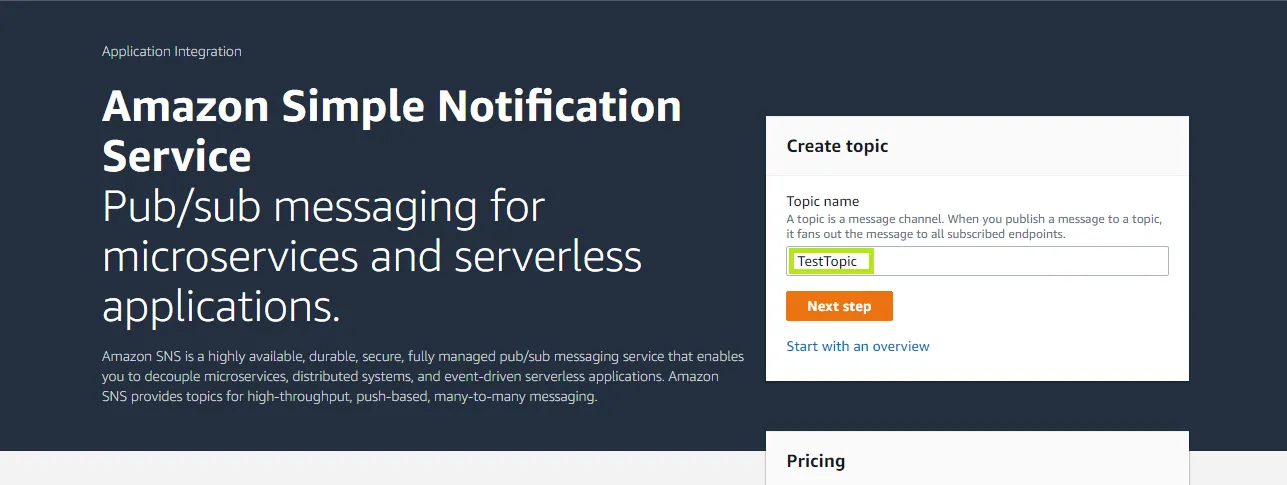 Application Integration
Amazon Simple Notification
Service
Pub/sub messaging for
microservices and serverless
applications.
Amazon SNS is a highly available, durable, secure, fully managed pub/sub messaging service that enables
you to decouple microservices, distributed systems, and event-driven serverless applications. Amazon
SNS provides topics for high-throughput, push-based, many-to-many messaging.
Create topic
Topic name
A topic is a message channel. When you publish a message to a topic,
it fans out the message to all subscribed endpoints.
TestTopic
Next step
Start with an overview
Pricing